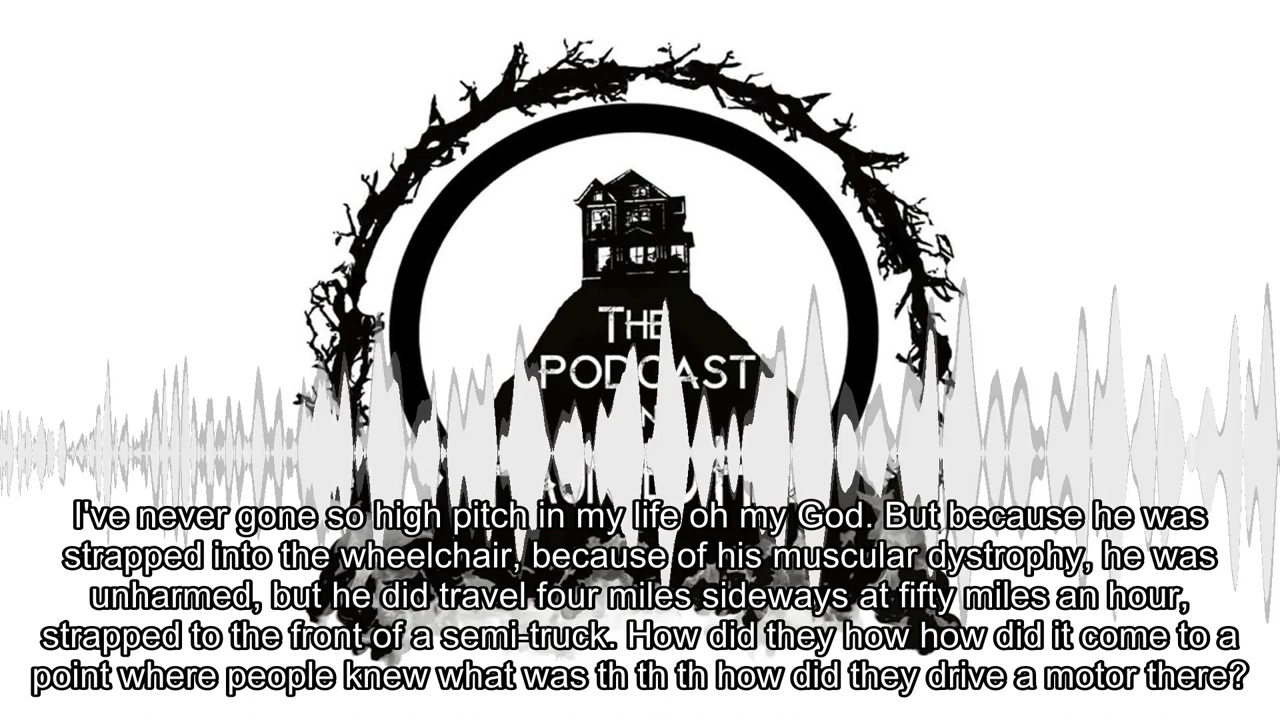 THE
PODCAST
I've never gone so high pitch in my life oh my God. But because he was
strapped into the wheelchair, because of his muscular dystrophy, he was
unharmed, but he did travel four miles sideways at fifty miles an hour,
strapped to the front of a semi-truck. How did they how how did it come to a
point where people knew what was th th th how did they drive a motor there?